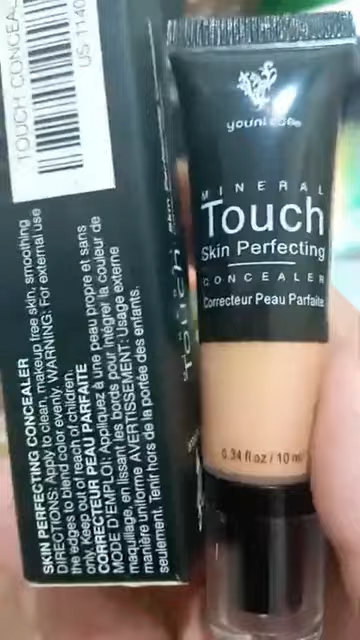 TOUCH CONCEA
US 1140
SKIN PERFECTING CONCEALER
DIRECTIONS: Apply to clean, makeup free skin, smoothing
the edges to blend color evenly. WARNING: For external use
only. Keep out of reach of children.
CORRECTEUR PEAU PARFAITE
MODE D'EMPLOI: Appliquez à une peau propre et sans
maquillage, en lissant les bords pour intégrer la couleur de
manière uniforme AVERTISSEMENT: Usage externe
seulement. Tenir hors de la portée des enfants.
Touch
younique
MINERAL
Touch
Skin Perfecting
CONCEALER
Correcteur Peau Parfaite
0.34 fl oz / 10 m